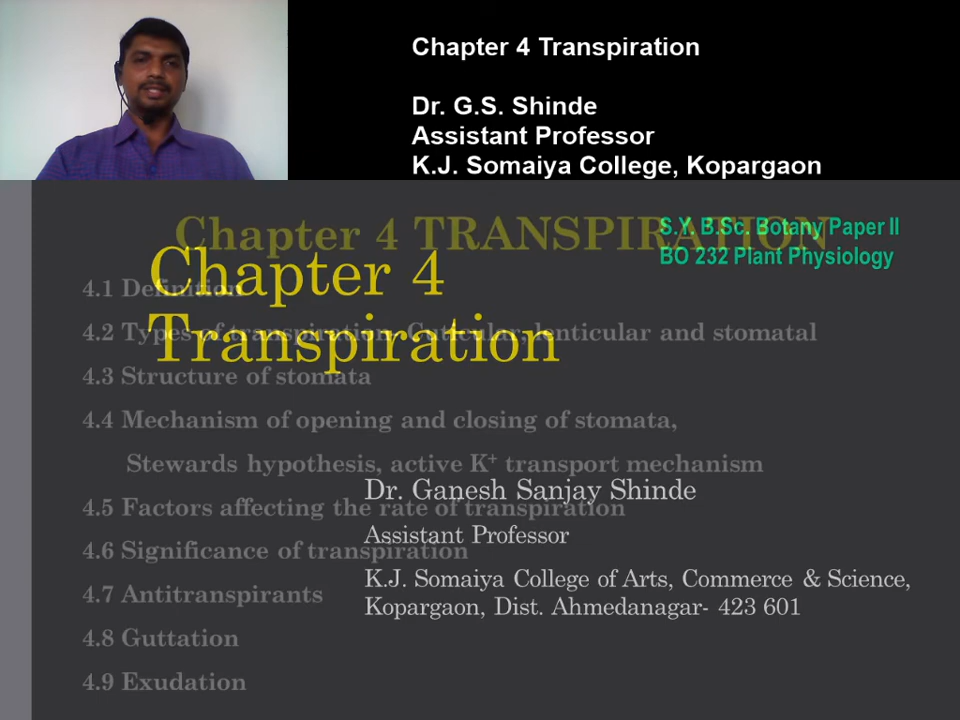 Chapter 4 Transpiration
Dr. G.S. Shinde
Assistant Professor
K.J. Somaiya College, Kopargaon
Chapter 4 TRANSPIRATION
S.Y. B.Sc. Botany Paper II
BO 232 Plant Physiology
Chapter 4
Transpiration
4.1 Definition
4.2 Types of transpiration- Cuticular, lenticular and stomatal
4.3 Structure of stomata
4.4 Mechanism of opening and closing of stomata,
Stewards hypothesis, active K⁺ transport mechanism
Dr. Ganesh Sanjay Shinde
4.5 Factors affecting the rate of transpiration
Assistant Professor
4.6 Significance of transpiration
K.J. Somaiya College of Arts, Commerce & Science,
4.7 Antitranspirants
Kopargaon, Dist. Ahmedanagar- 423 601
4.8 Guttation
4.9 Exudation